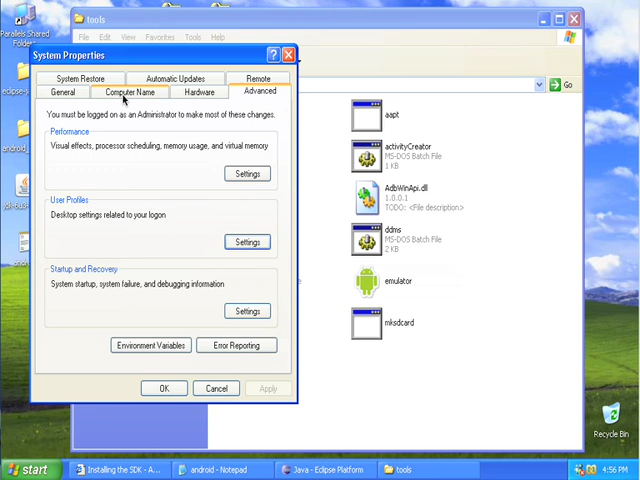 Parallels Shared
Folders
tools
File Edit View Favorites Tools Help
System Properties
System Restore Automatic Updates Remote
General Computer Name Hardware Advanced
You must be logged on as an Administrator to make most of these changes.
Performance
Visual effects, processor scheduling, memory usage, and virtual memory
Settings
User Profiles
Desktop settings related to your logon
Settings
Startup and Recovery
System startup, system failure, and debugging information
Settings
Environment Variables Error Reporting
OK Cancel Apply
Go
aapt
activityCreator
MS-DOS Batch File
1 KB
AdbWinApi.dll
1.0.0.1
TODO: <File description>
ddms
MS-DOS Batch File
2 KB
emulator
mksdcard
Recycle Bin
start Installing the SDK - A... android - Notepad Java - Eclipse Platform tools 4:56 PM